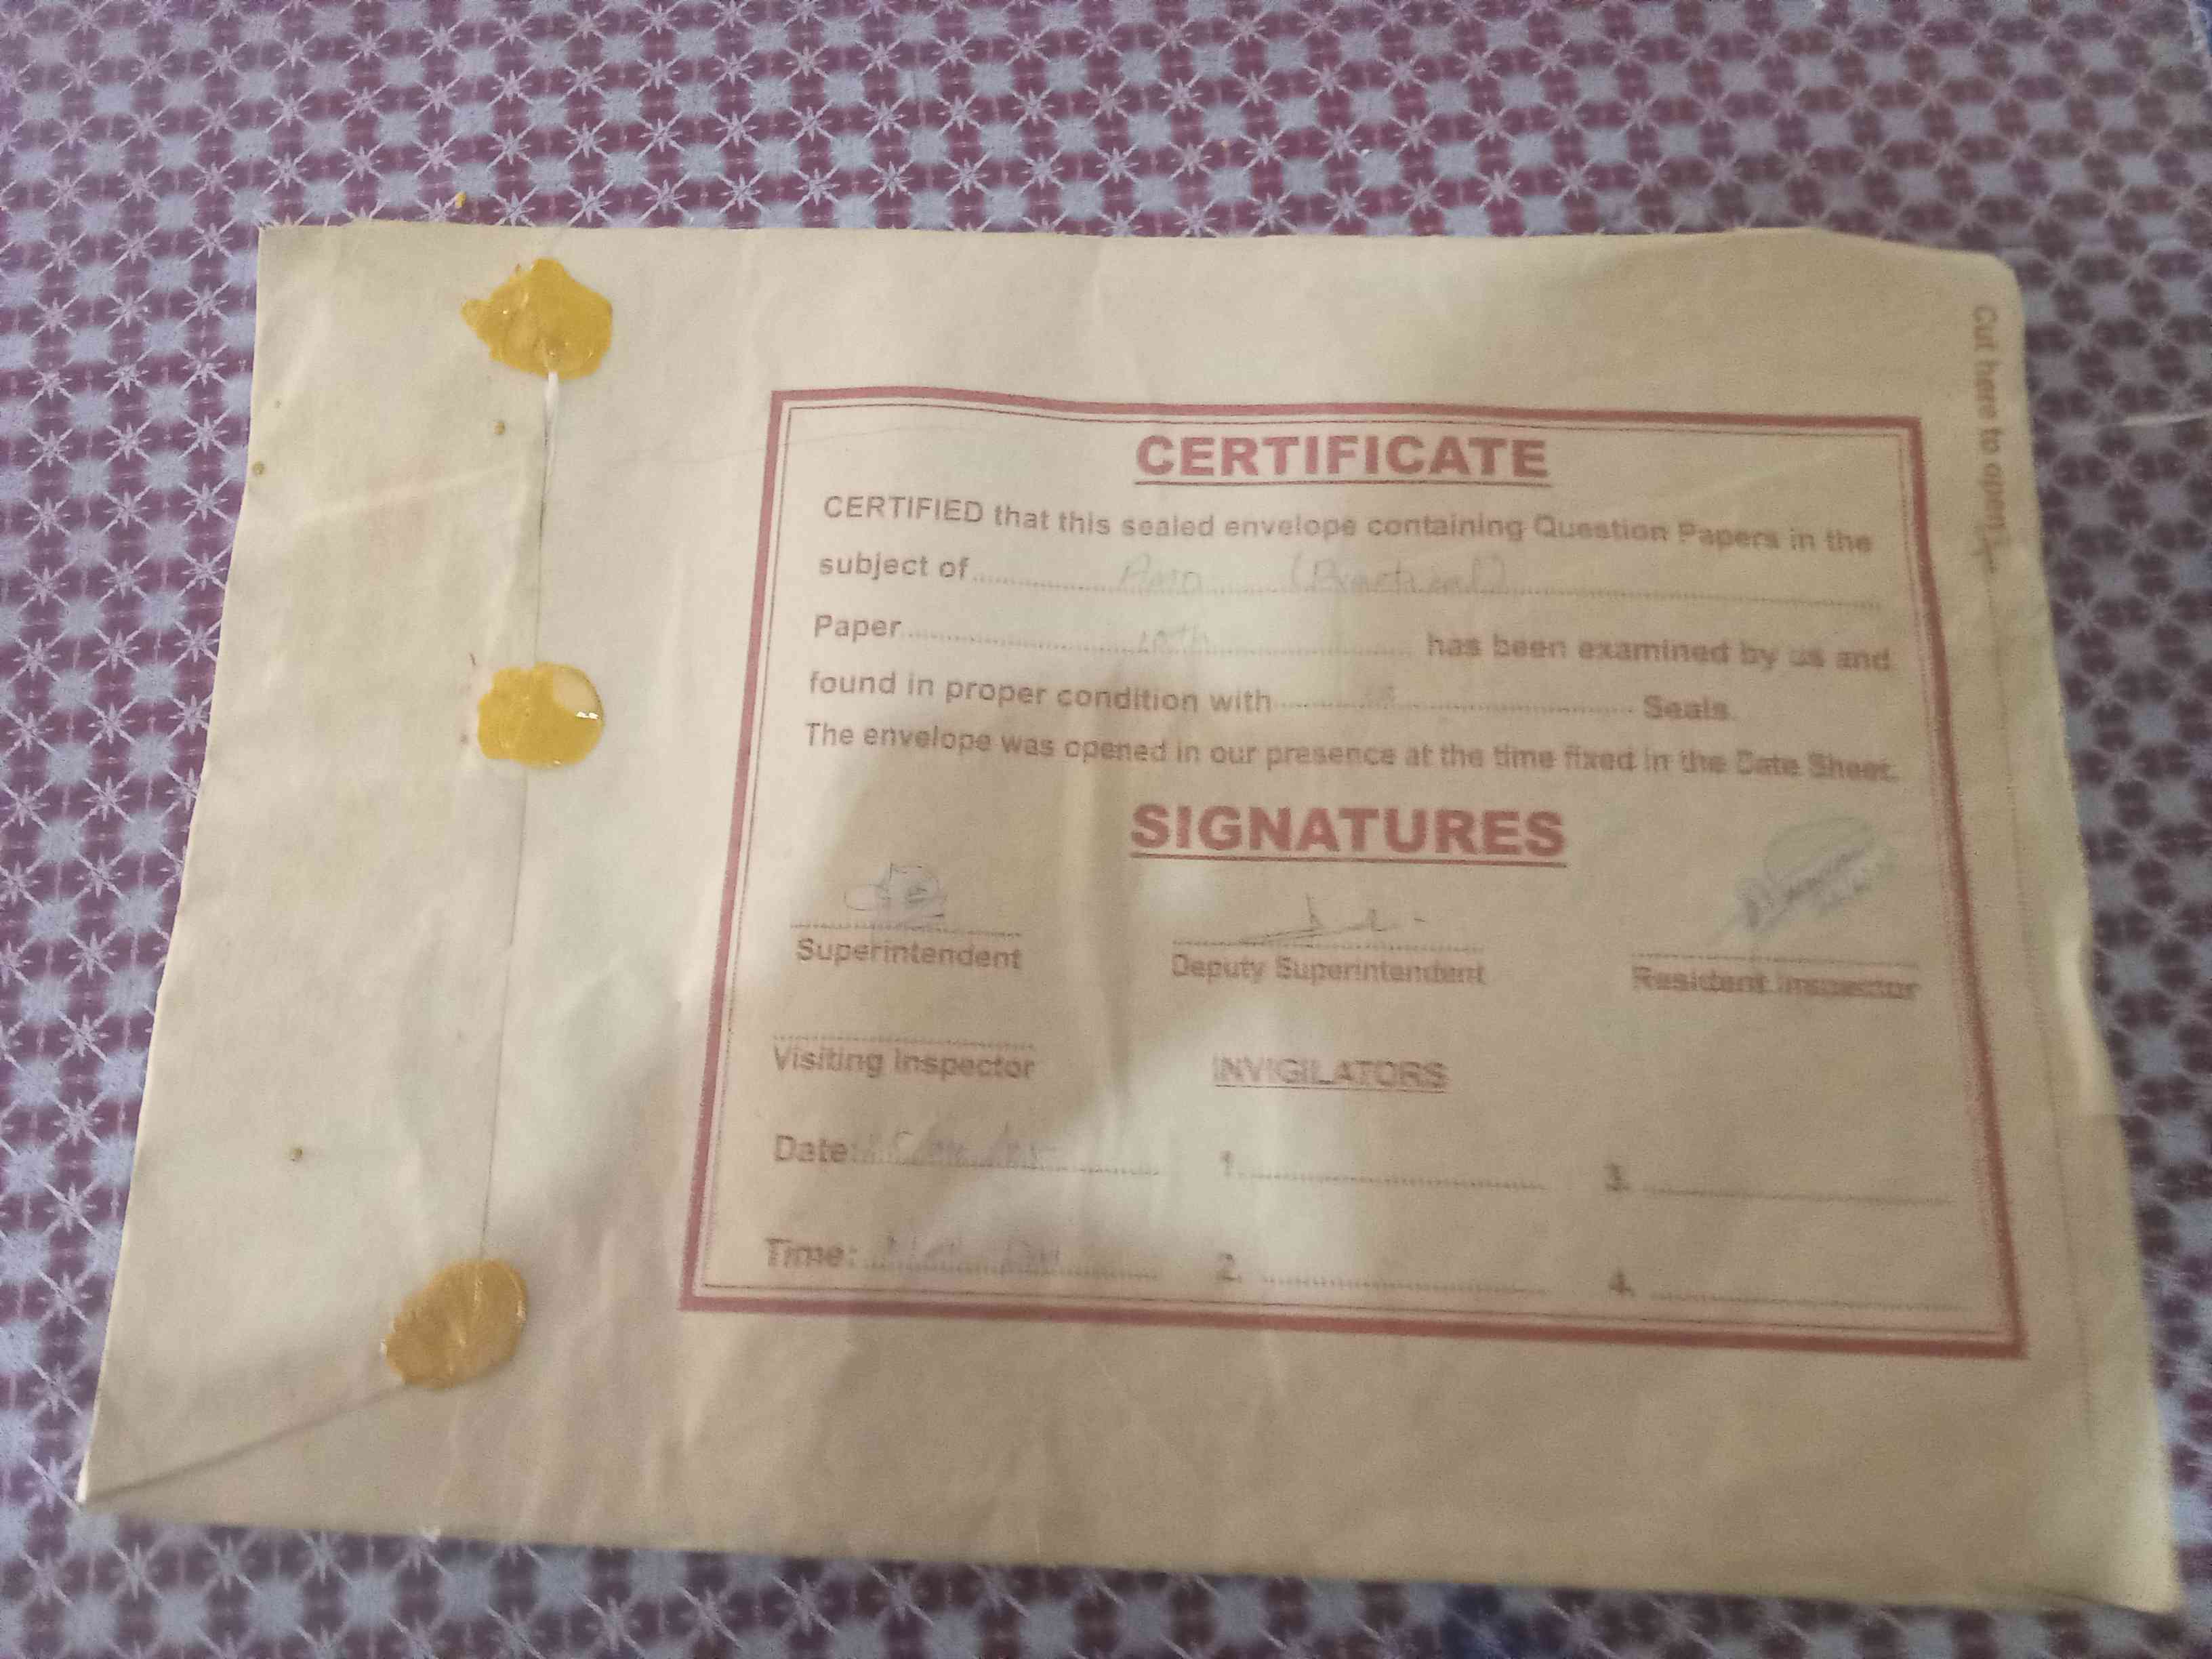 CERTIFICATE
CERTIFIED that this sealed envelope containing Question Papers in the
subject of (Practical)
Paper 10th has been examined by us and
found in proper condition with Seals.
The envelope was opened in our presence at the time fixed in the Date Sheet.
SIGNATURES
Superintendent
Deputy Superintendent
Resident Inspector
Visiting Inspector
INVIGILATORS
Date:
1.
3.
Time:
2.
4.
Cut here to open